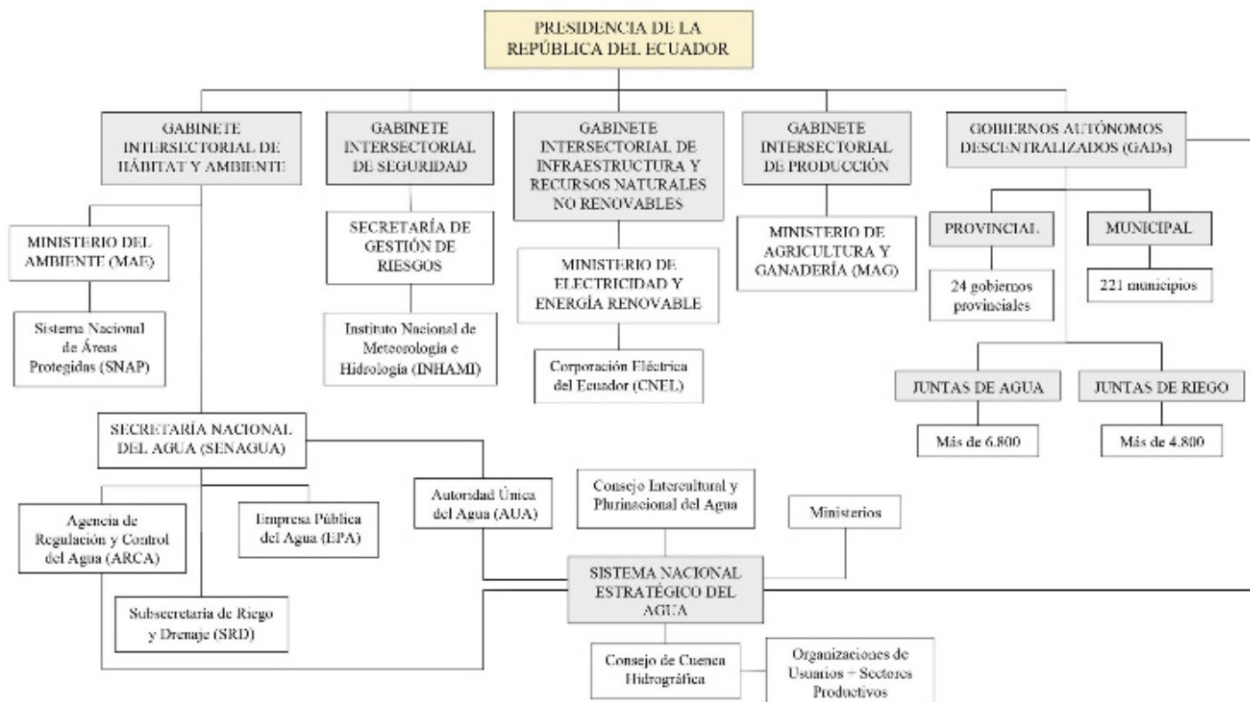 PRESIDENCIA DE LA
REPÚBLICA DEL ECUADOR
GABINETE
INTERSECTORIAL DE
HÁBITAT Y AMBIENTE
GABINETE
INTERSECTORIAL
DE SEGURIDAD
GABINETE
INTERSECTORIAL DE
INFRAESTRUCTURA Y
RECURSOS NATURALES
NO RENOVABLES
GABINETE
INTERSECTORIAL
DE PRODUCCIÓN
GOBIERNOS AUTÓNOMOS
DESCENTRALIZADOS (GADs)
MINISTERIO DEL
AMBIENTE (MAE)
SECRETARÍA DE
GESTIÓN DE
RIESGOS
MINISTERIO DE
ELECTRICIDAD Y
ENERGÍA RENOVABLE
MINISTERIO DE
AGRICULTURA Y
GANADERÍA (MAG)
PROVINCIAL
MUNICIPAL
24 gobiernos
provinciales
221 municipios
Sistema Nacional
de Áreas
Protegidas (SNAP)
Instituto Nacional de
Meteorología e
Hidrología (INHAMI)
Corporación Eléctrica
del Ecuador (CNEL)
JUNTAS DE AGUA
JUNTAS DE RIEGO
Más de 6.800
Más de 4.800
SECRETARÍA NACIONAL
DEL AGUA (SENAGUA)
Agencia de
Regulación y Control
del Agua (ARCA)
Empresa Pública
del Agua (EPA)
Autoridad Única
del Agua (AUA)
Consejo Intercultural y
Plurinacional del Agua
Ministerios
Subsecretaría de Riego
y Drenaje (SRD)
SISTEMA NACIONAL
ESTRATÉGICO DEL
AGUA
Consejo de Cuenca
Hidrográfica
Organizaciones de
Usuarios + Sectores
Productivos